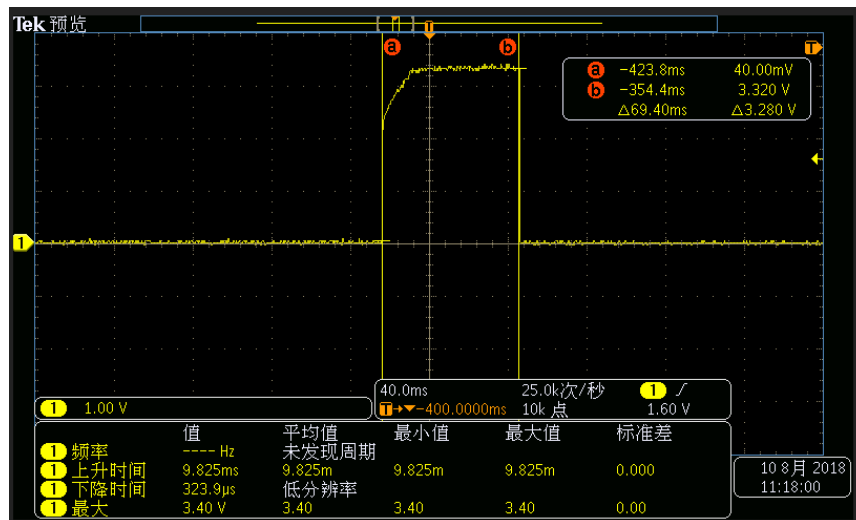 Tek 预览
T
a b T
a -423.8ms 40.00mV
b -354.4ms 3.320 V
△69.40ms △3.280 V
1
40.0ms 25.0k次/秒 1 ∫
1 1.00 V
T→▼-400.0000ms 10k 点 1.60 V
值 平均值 最小值 最大值 标准差
1 频率 ---- Hz 未发现周期
1 上升时间 9.825ms 9.825m 9.825m 9.825m 0.000
1 下降时间 323.9µs 低分辨率
1 最大 3.40 V 3.40 3.40 3.40 0.00
10 8月 2018
11:18:00